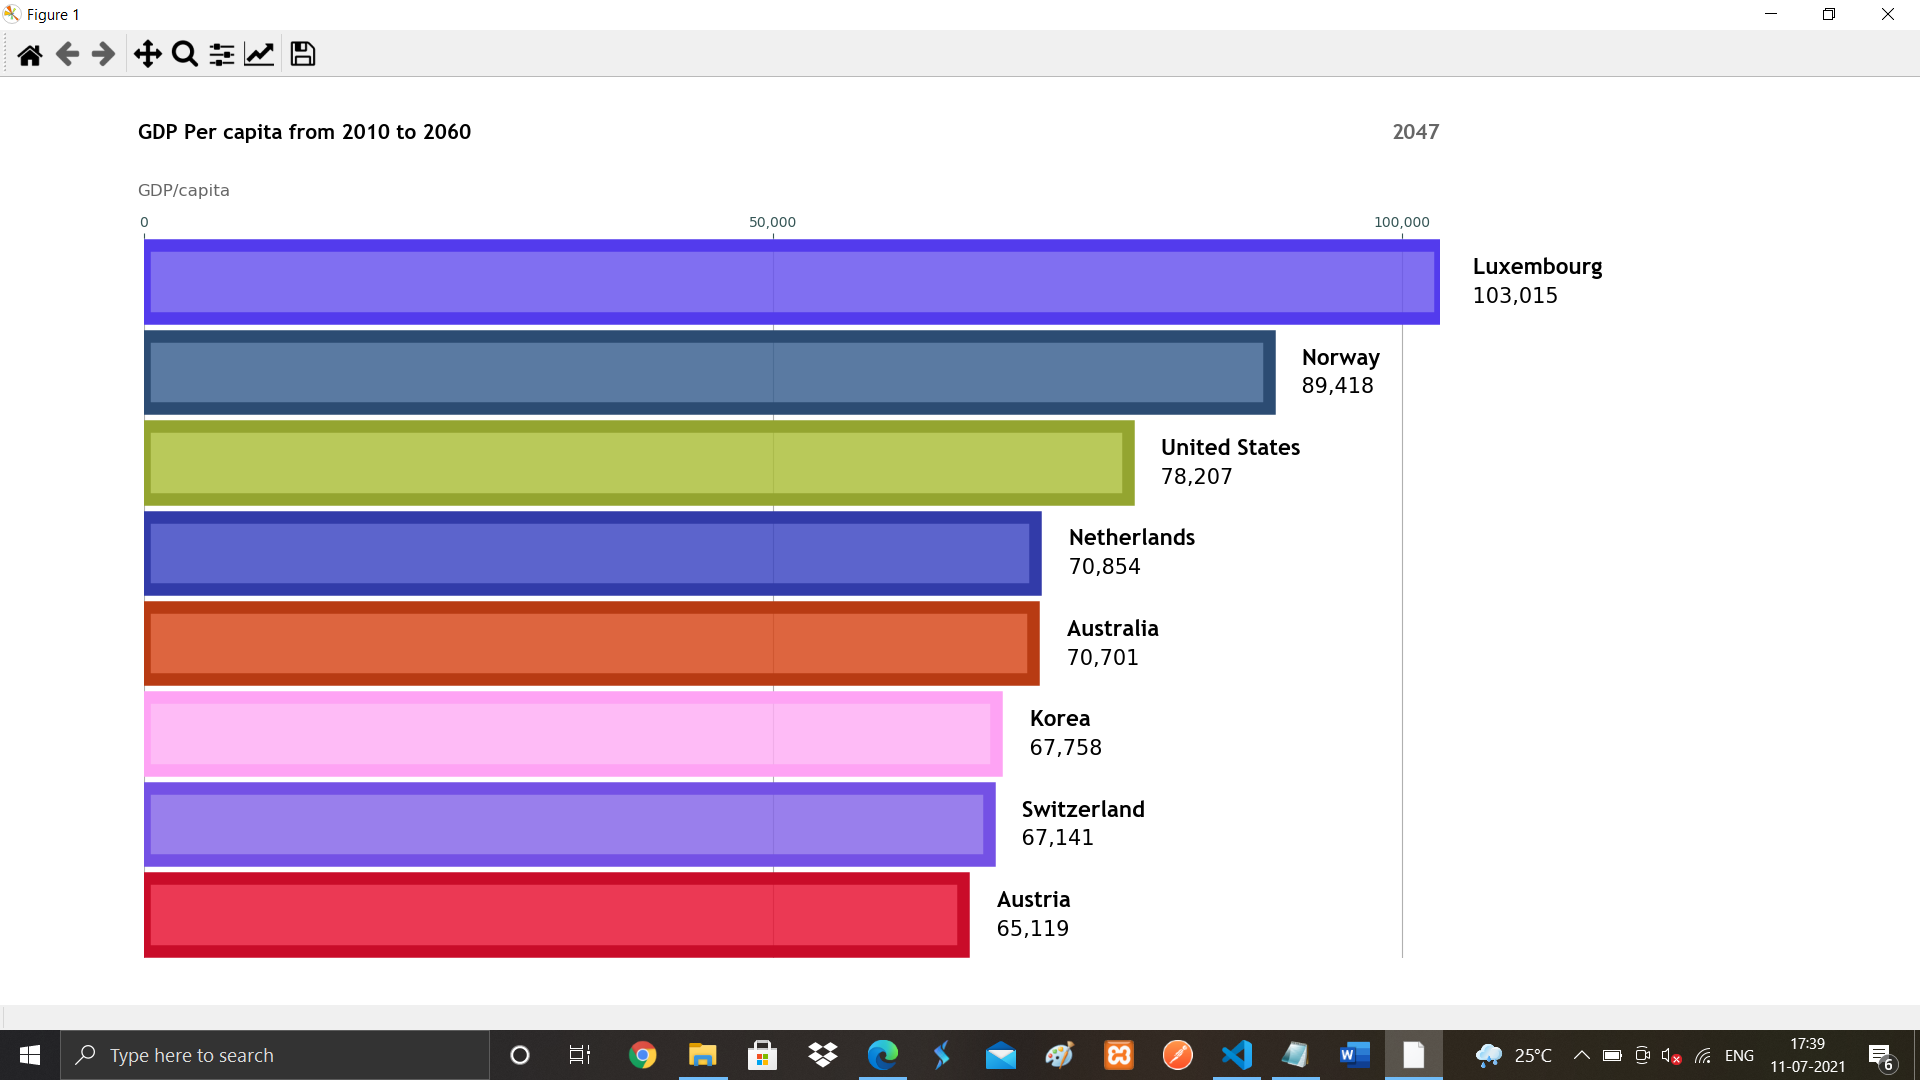 Figure 1
GDP Per capita from 2010 to 2060
2047
GDP/capita
0
50,000
100,000
Luxembourg
103,015
Norway
89,418
United States
78,207
Netherlands
70,854
Australia
70,701
Korea
67,758
Switzerland
67,141
Austria
65,119
Type here to search
25°C
ENG
17:39
11-07-2021
6